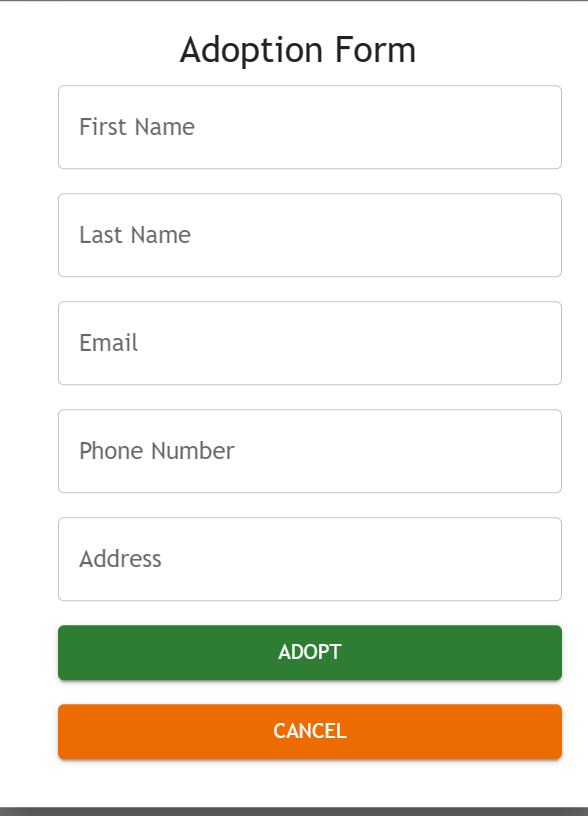 Adoption Form
First Name
Last Name
Email
Phone Number
Address
ADOPT
CANCEL